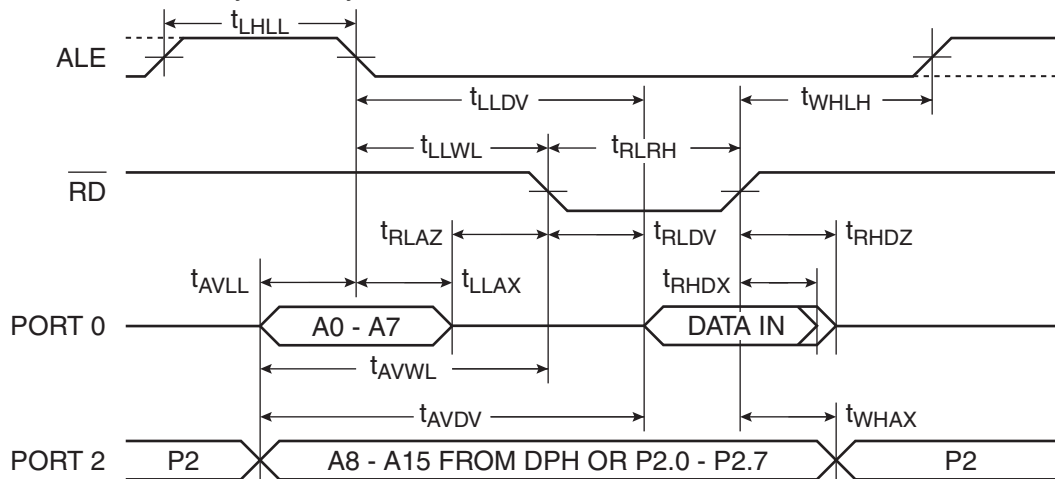 tLHLL
ALE
tLLDV
tWHLH
tLLWL
tRLRH
RD
tRLAZ
tRLDV
tRHDZ
tAVLL
tLLAX
tRHDX
PORT 0
A0 - A7
DATA IN
tAVWL
tAVDV
tWHAX
PORT 2
P2
A8 - A15 FROM DPH OR P2.0 - P2.7
P2